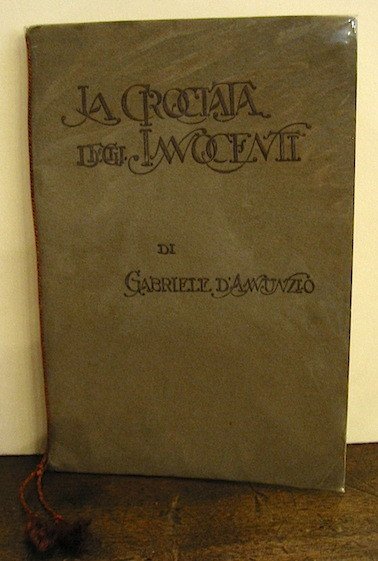 LA CROCIATA
DEGLI INNOCENTI
DI
GABRIELE D'ANNUNZIO